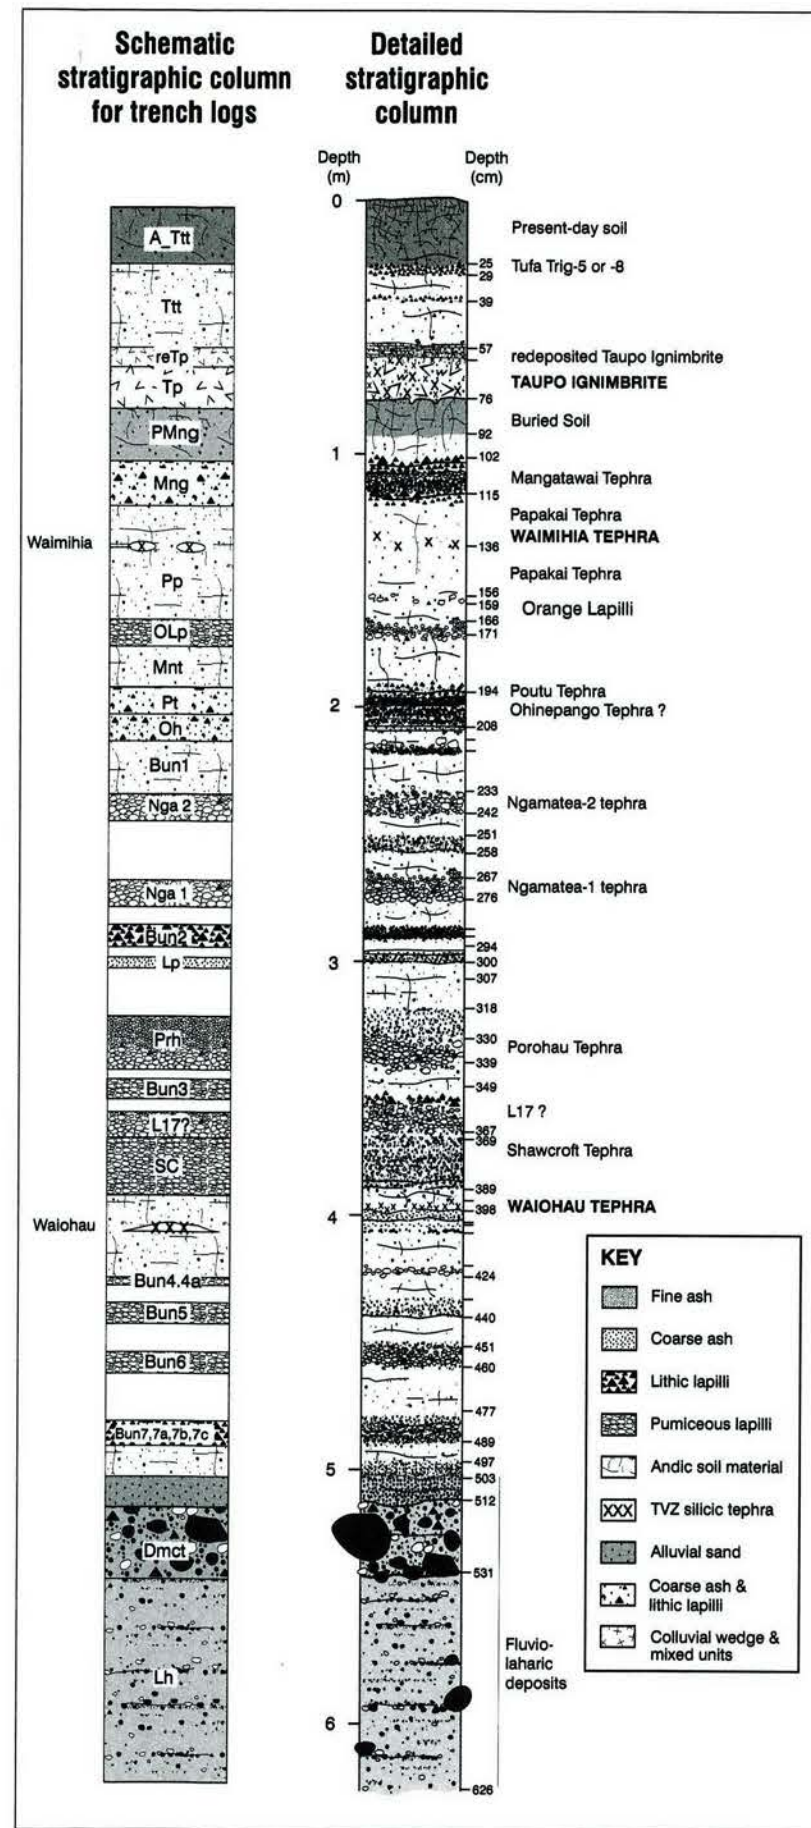 Schematic
stratigraphic column
for trench logs
Detailed
stratigraphic
column
Depth
(m)
Depth
(cm)
A_Ttt
Ttt
reTp
Tp
PMng
Mng
Waimihia
X X
Pp
OLp
Mnt
Pt
Oh
Bun1
Nga 2
Nga 1
Bun2
Lp
Prh
Bun3
L17?
SC
Waiohau
XXX
Bun4.4a
Bun5
Bun6
Bun7,7a,7b,7c
Dmct
Lh
0
1
2
3
4
5
6
25
29
39
57
76
92
102
115
136
156
159
166
171
194
208
233
242
251
258
267
276
294
300
307
318
330
339
349
367
369
389
398
424
440
451
460
477
489
497
503
512
531
626
Present-day soil
Tufa Trig-5 or -8
redeposited Taupo Ignimbrite
TAUPO IGNIMBRITE
Buried Soil
Mangatawai Tephra
Papakai Tephra
WAIMIHIA TEPHRA
Papakai Tephra
Orange Lapilli
Poutu Tephra
Ohinepango Tephra ?
Ngamatea-2 tephra
Ngamatea-1 tephra
Porohau Tephra
L17 ?
Shawcroft Tephra
WAIOHAU TEPHRA
Fluvio-
laharic
deposits
KEY
Fine ash
Coarse ash
Lithic lapilli
Pumiceous lapilli
Andic soil material
XXX TVZ silicic tephra
Alluvial sand
Coarse ash &
lithic lapilli
Colluvial wedge &
mixed units